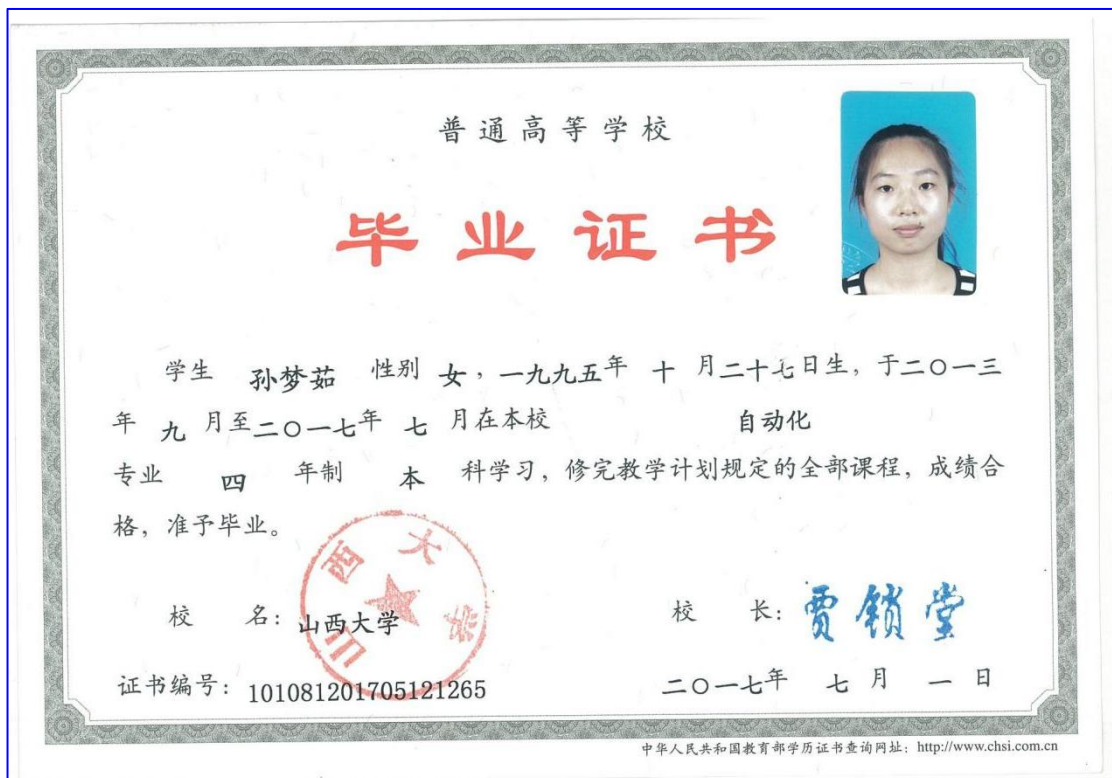 普通高等学校
毕业证书
学生 孙梦茹 性别 女，一九九五年 十 月二十七日生，于二〇一三
年 九 月至二〇一七年 七 月在本校 自动化
专业 四 年制 本 科学习，修完教学计划规定的全部课程，成绩合
格，准予毕业。
山西大学
校 名：山西大学 校 长：贾锁堂
证书编号：101081201705121265 二〇一七年 七 月 一 日
中华人民共和国教育部学历证书查询网址：http://www.chsi.com.cn